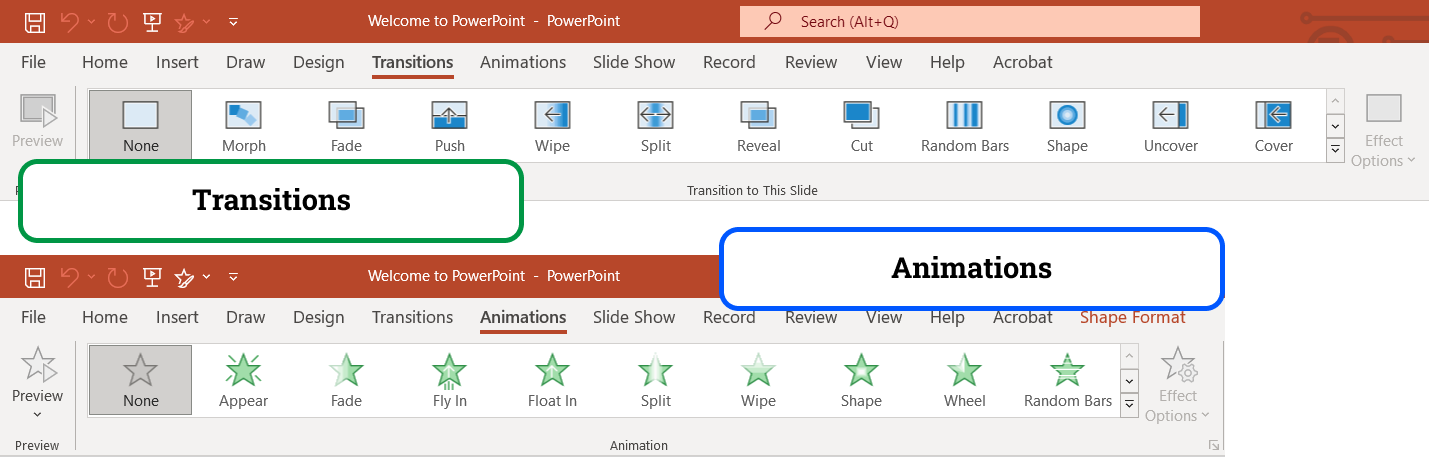 Welcome to PowerPoint - PowerPoint
Search (Alt+Q)
File Home Insert Draw Design Transitions Animations Slide Show Record Review View Help Acrobat
Preview None Morph Fade Push Wipe Split Reveal Cut Random Bars Shape Uncover Cover Effect Options
Transition to This Slide
Transitions
Animations
Welcome to PowerPoint - PowerPoint
File Home Insert Draw Design Transitions Animations Slide Show Record Review View Help Acrobat Shape Format
Preview None Appear Fade Fly In Float In Split Wipe Shape Wheel Random Bars Effect Options
Preview Animation